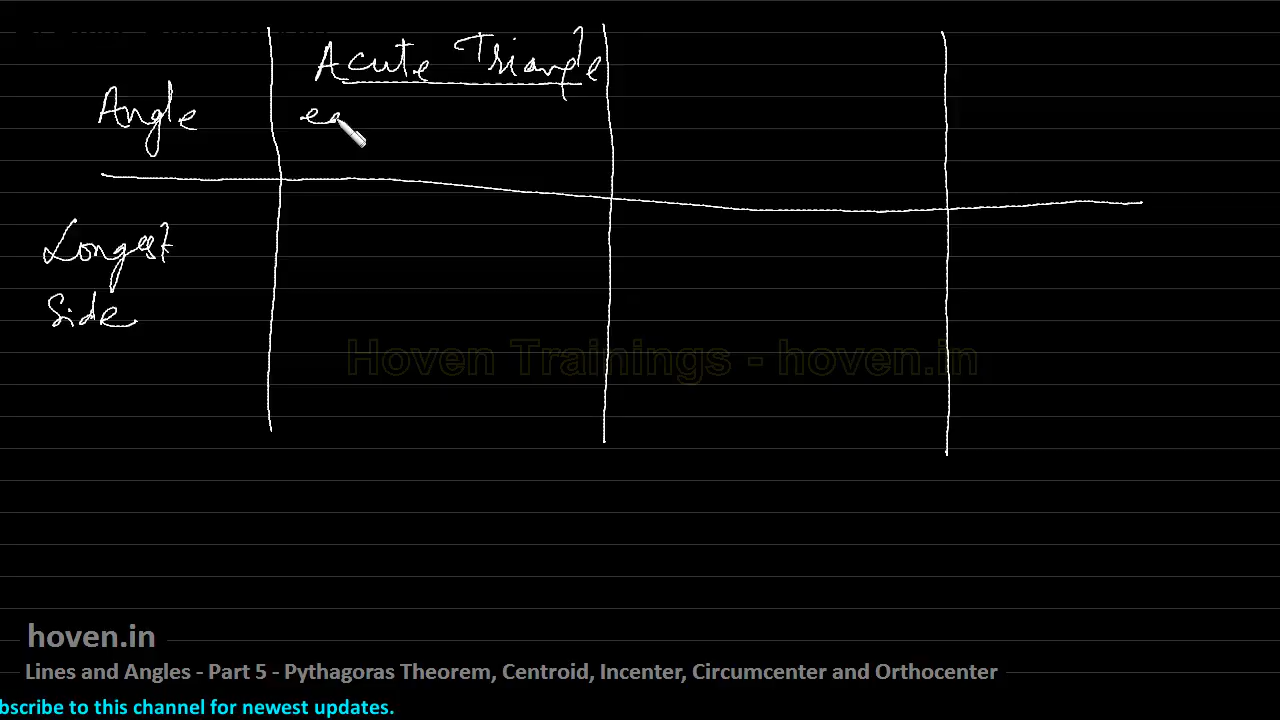 Acute Triangle
Angle
Longest
Side
Hoven Trainings - hoven.in
hoven.in
Lines and Angles - Part 5 - Pythagoras Theorem, Centroid, Incenter, Circumcenter and Orthocenter
bscribe to this channel for newest updates.